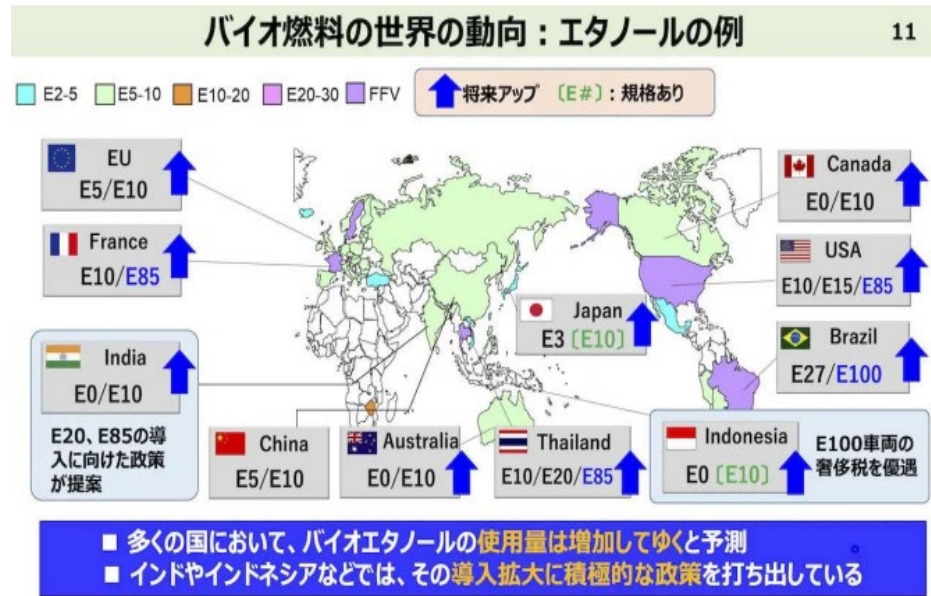 バイオ燃料の世界の動向：エタノールの例
11
E2-5 E5-10 E10-20 E20-30 FFV
将来アップ 〔E#〕：規格あり
EU
E5/E10
France
E10/E85
India
E0/E10
E20、E85の導
入に向けた政策
が提案
China
E5/E10
Australia
E0/E10
Thailand
E10/E20/E85
Japan
E3〔E10〕
Canada
E0/E10
USA
E10/E15/E85
Brazil
E27/E100
Indonesia
E0〔E10〕
E100車両の
奢侈税を優遇
■ 多くの国において、バイオエタノールの使用量は増加してゆくと予測 。
■ インドやインドネシアなどでは、その導入拡大に積極的な政策を打ち出している